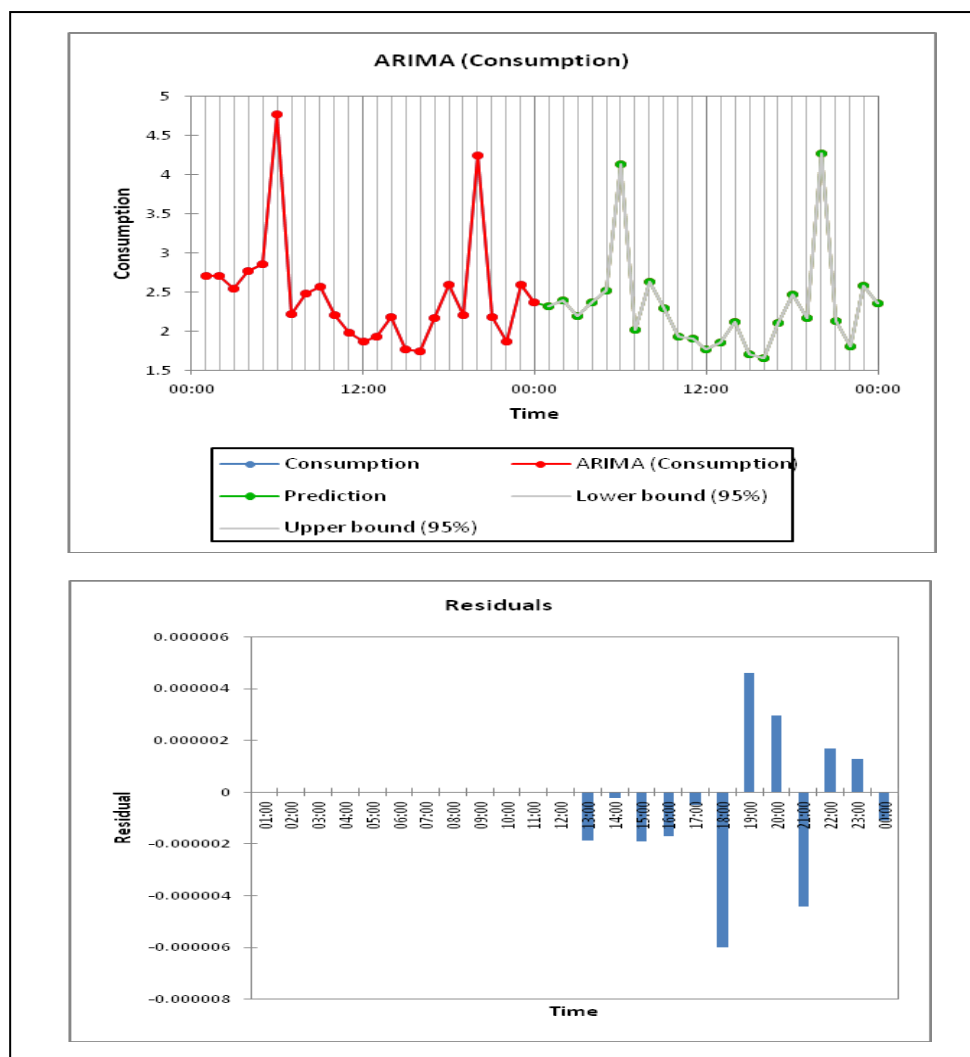 ARIMA (Consumption)
5
4.5
4
3.5
3
2.5
2
1.5
Consumption
00:00 12:00 00:00 12:00 00:00
Time
Consumption ARIMA (Consumption)
Prediction Lower bound (95%)
Upper bound (95%)
Residuals
0.000006
0.000004
0.000002
0
-0.000002
-0.000004
-0.000006
-0.000008
Residual
01:00 02:00 03:00 04:00 05:00 06:00 07:00 08:00 09:00 10:00 11:00 12:00 13:00 14:00 15:00 16:00 17:00 18:00 19:00 20:00 21:00 22:00 23:00 00:00
Time